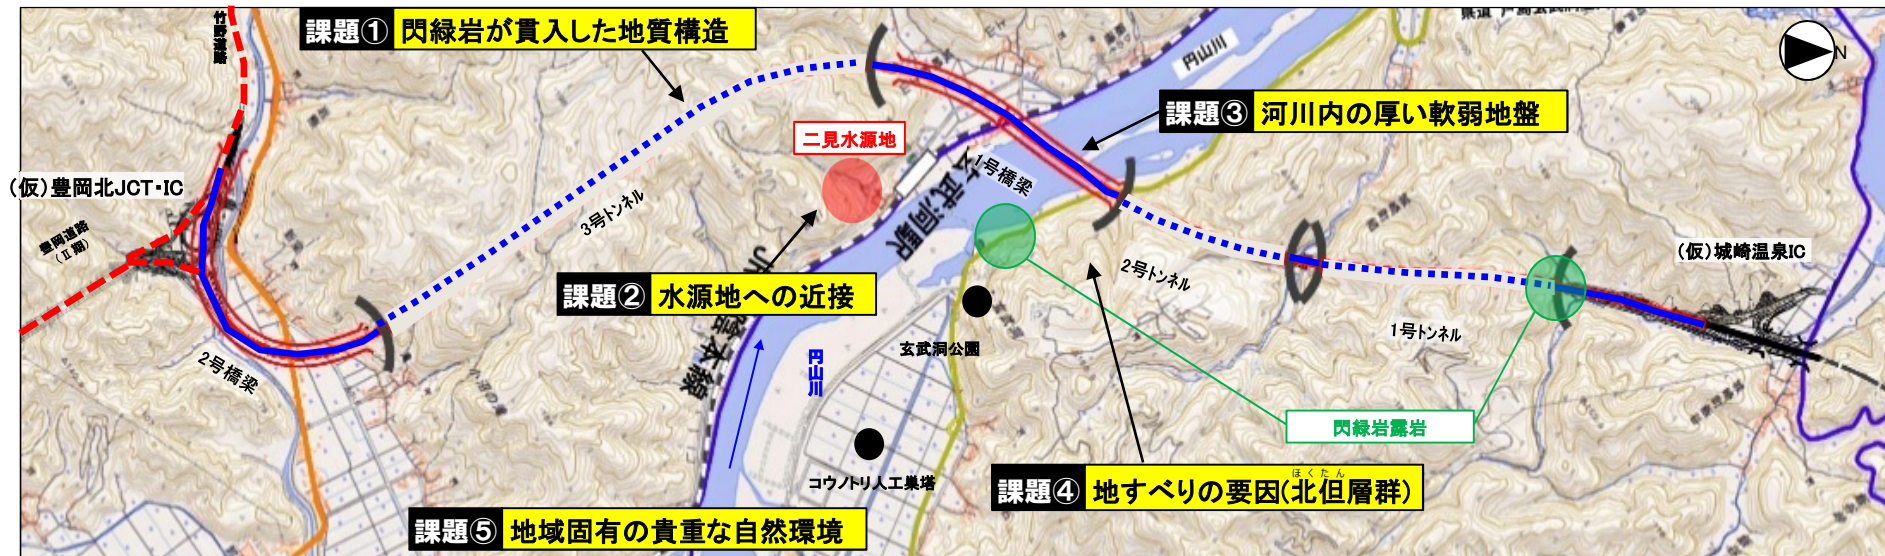 竹野道路
課題① 閃緑岩が貫入した地質構造
円山川
N
課題③ 河川内の厚い軟弱地盤
二見水源地
(仮)豊岡北JCT・IC
豊岡道路
(Ⅱ期)
3号トンネル
1号橋梁
玄武洞駅
2号トンネル
(仮)城崎温泉IC
課題② 水源地への近接
1号トンネル
玄武洞公園
円山川
2号橋梁
閃緑岩露岩
コウノトリ人工巣塔
ほくたん
課題④ 地すべりの要因(北但層群)
課題⑤ 地域固有の貴重な自然環境